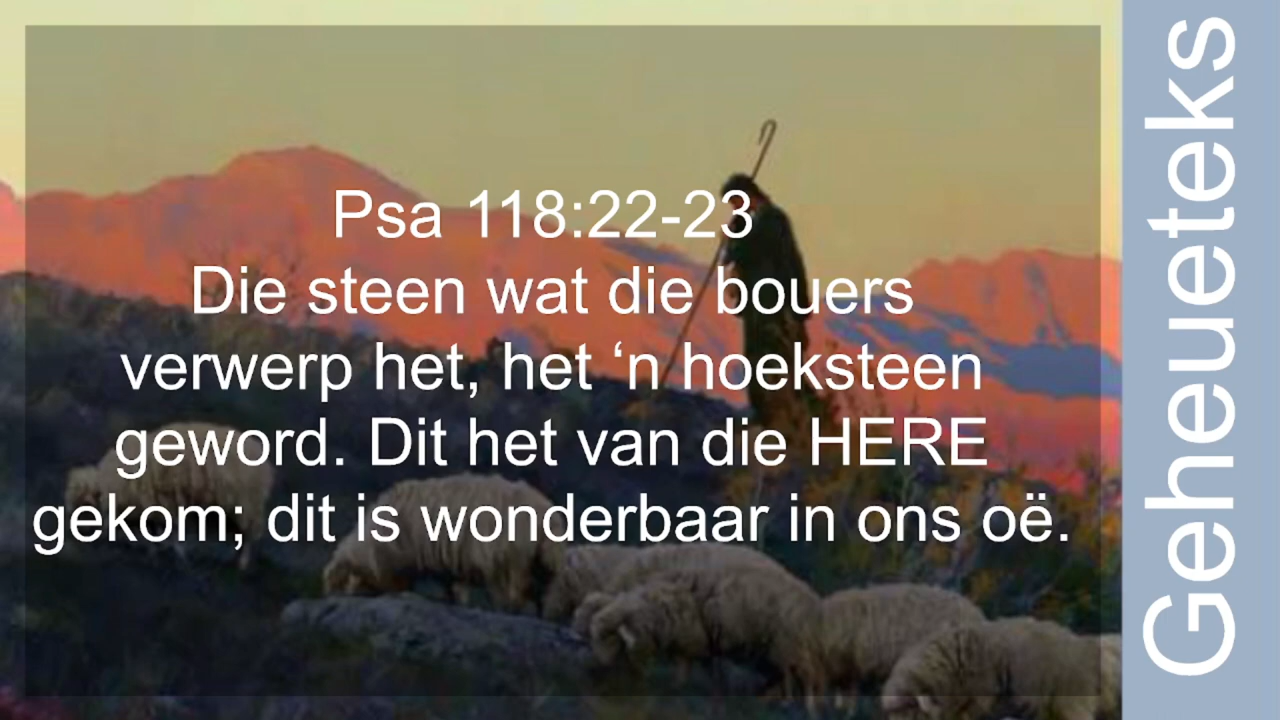 Psa 118:22-23
Die steen wat die bouers
verwerp het, het ‘n hoeksteen
geword. Dit het van die HERE
gekom; dit is wonderbaar in ons oë.
Geheueteks